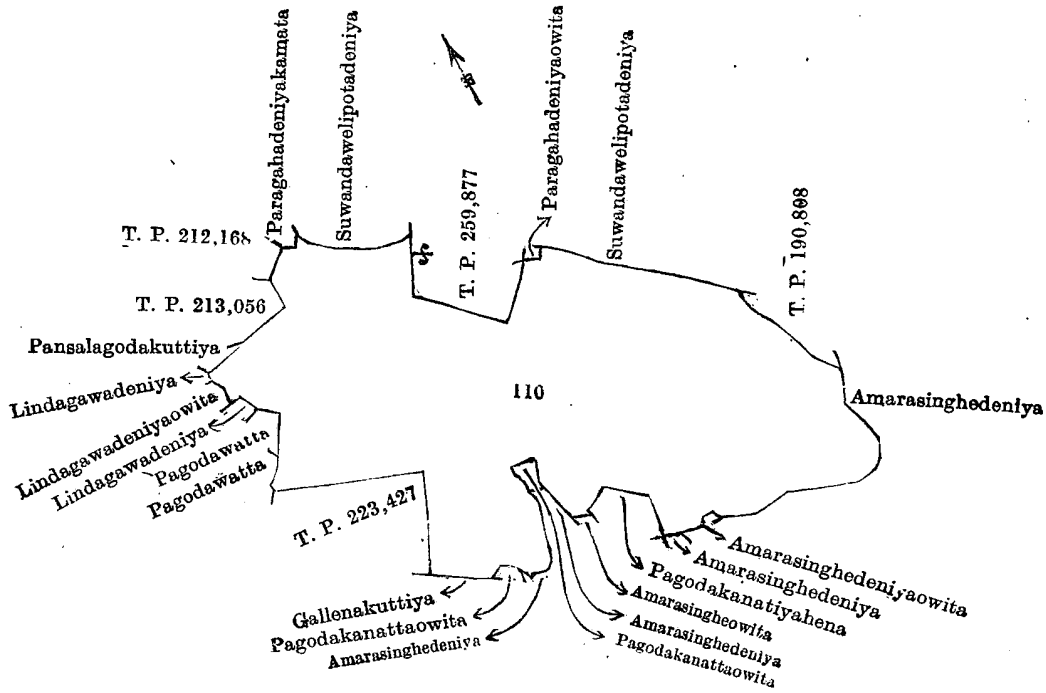 Paragahadeniyakamata
Suwandawelipotadeniya
T. P. 259,877
Paragahadeniyaowita
Suwandawelipotadeniya
T. P. 190,808
T. P. 212,168
T. P. 213,056
Pansalagodakuttiya
Lindagawadeniya
Lindagawadeniyaowita
Lindagawadeniya
Pagodawatta
Pagodawatta
110
Amarasinghedeniya
T. P. 223,427
Gallenakuttiya
Pagodakanattaowita
Amarasinghedeniya
Amarasinghedeniyaowita
Amarasinghedeniya
Pagodakanatiyahena
Amarasingheowita
Amarasinghedeniya
Pagodakanattaowita